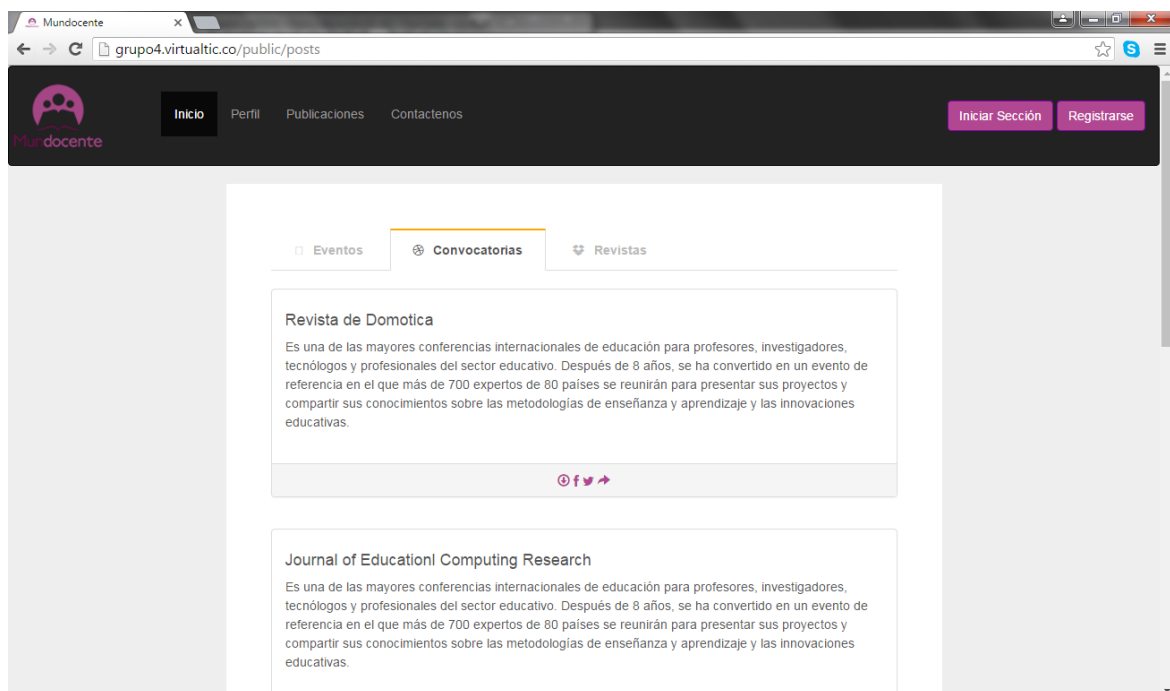 Mundocente
grupo4.virtualtic.co/public/posts
Mundocente
Inicio Perfil Publicaciones Contactenos Iniciar Sección Registrarse
Eventos Convocatorias Revistas
Revista de Domotica
Es una de las mayores conferencias internacionales de educación para profesores, investigadores,
tecnólogos y profesionales del sector educativo. Después de 8 años, se ha convertido en un evento de
referencia en el que más de 700 expertos de 80 países se reunirán para presentar sus proyectos y
compartir sus conocimientos sobre las metodologías de enseñanza y aprendizaje y las innovaciones
educativas.
Journal of Educationl Computing Research
Es una de las mayores conferencias internacionales de educación para profesores, investigadores,
tecnólogos y profesionales del sector educativo. Después de 8 años, se ha convertido en un evento de
referencia en el que más de 700 expertos de 80 países se reunirán para presentar sus proyectos y
compartir sus conocimientos sobre las metodologías de enseñanza y aprendizaje y las innovaciones
educativas.